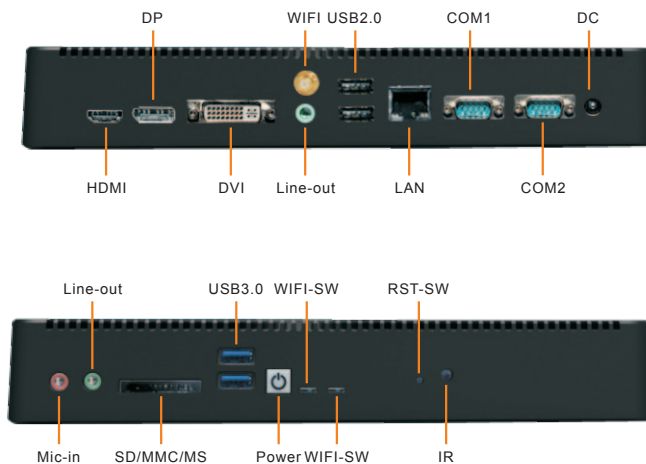 DP WIFI USB2.0 COM1 DC
HDMI DVI Line-out LAN COM2
Line-out USB3.0 WIFI-SW RST-SW
Mic-in SD/MMC/MS Power WIFI-SW IR